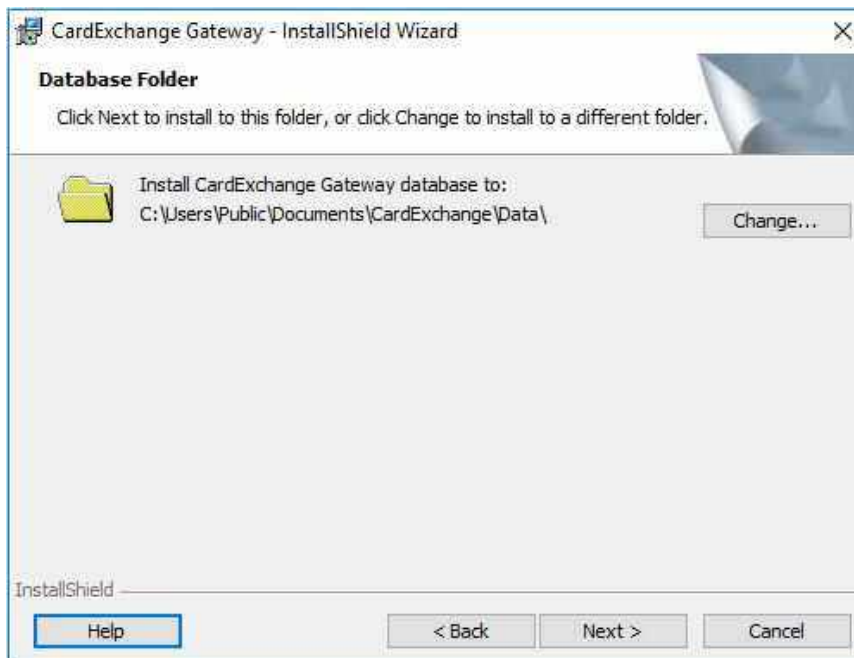 CardExchange Gateway - InstallShield Wizard
Database Folder
Click Next to install to this folder, or click Change to install to a different folder.
Install CardExchange Gateway database to:
C:\Users\Public\Documents\CardExchange\Data\
Change...
InstallShield
Help
< Back
Next >
Cancel